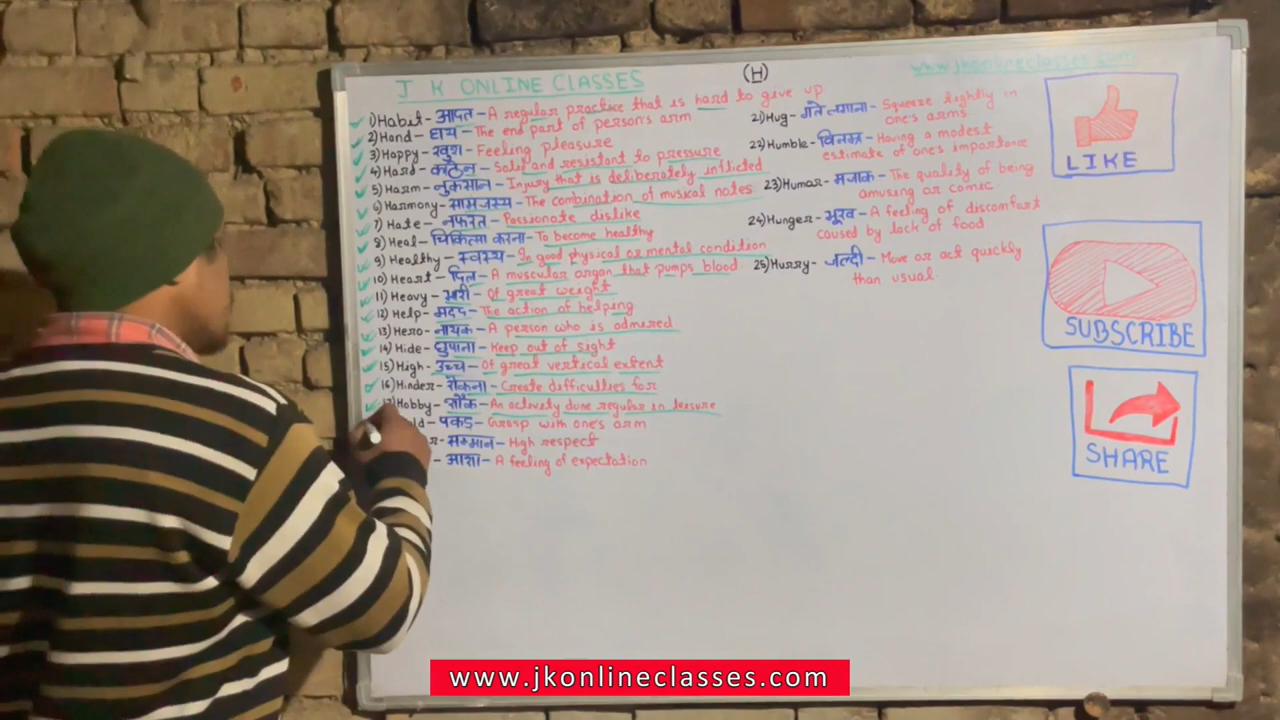 J K ONLINE CLASSES
(H)
www.jkonlineclasses.com
1) Habit - आदत - A regular practice that is hard to give up
2) Hand - हाथ - The end part of person's arm
3) Happy - खुश - Feeling pleasure
4) Hard - कठिन - Solid and resistant to pressure
5) Harm - नुकसान - Injury that is deliberately inflicted
6) Harmony - सामंजस्य - The combination of musical notes
7) Hate - नफरत - Passionate dislike
8) Heal - चिकित्सा करना - To become healthy
9) Healthy - स्वस्थ - In good physical or mental condition
10) Heart - दिल - A muscular organ that pumps blood
11) Heavy - भारी - Of great weight
12) Help - मदद - The action of helping
13) Hero - नायक - A person who is admired
14) Hide - छुपाना - Keep out of sight
15) High - उच्च - Of great vertical extent
16) Hinder - रोकना - Create difficulties for
17) Hobby - शौक - An activety done regular in leisure
ld - पकड़ - Grasp with one's arm
r - सम्मान - High respect
- आशा - A feeling of expectation
21) Hug - गले लगाना - Squeeze tightly in
one's arms
22) Humble - विनम्र - Having a modest
estimate of one's importance
23) Humar - मजाक - The quality of being
amusing or comic
24) Hunger - भूख - A feeling of discomfort
caused by lack of food
25) Hurry - जल्दी - Move or act quickly
than usual
LIKE
SUBSCRIBE
SHARE
www.jkonlineclasses.com